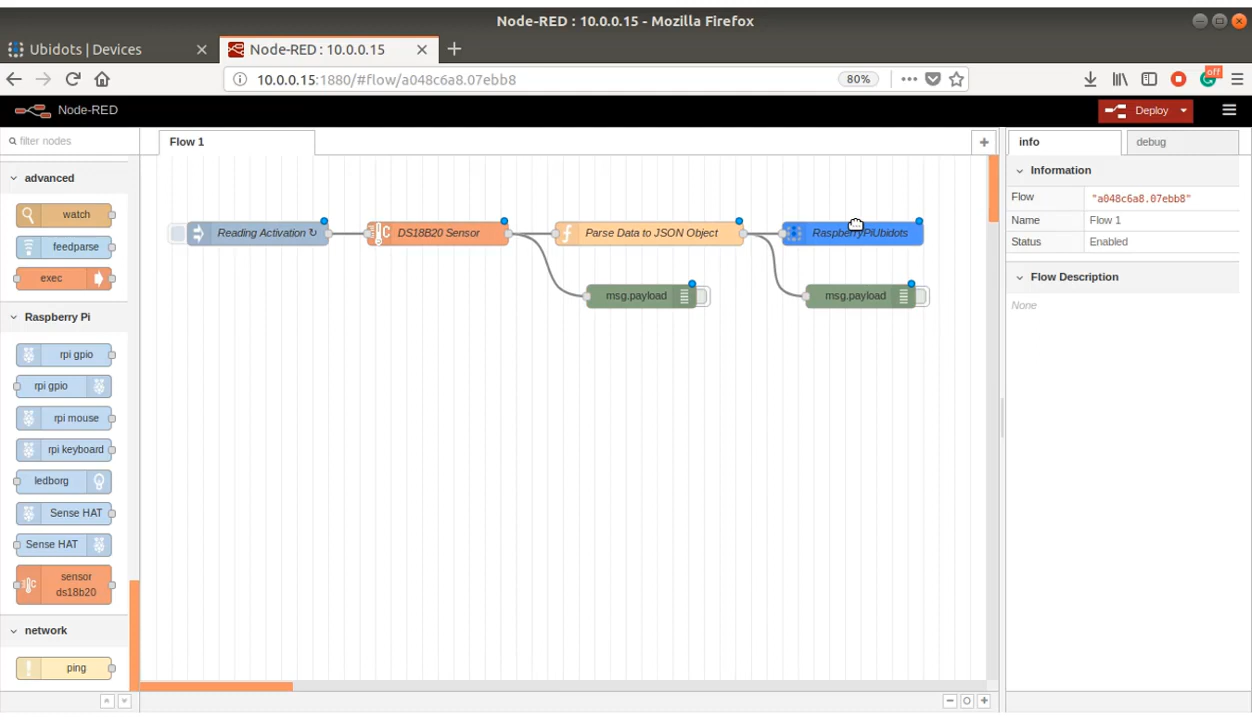 Node-RED : 10.0.0.15 - Mozilla Firefox
Ubidots | Devices
Node-RED : 10.0.0.15
10.0.0.15:1880/#flow/a048c6a8.07ebb8
80%
off
Node-RED
Deploy
filter nodes
Flow 1
info
debug
advanced
watch
feedparse
exec
Raspberry Pi
rpi gpio
rpi gpio
rpi mouse
rpi keyboard
ledborg
Sense HAT
Sense HAT
sensor
ds18b20
network
ping
Reading Activation ↻
DS18B20 Sensor
Parse Data to JSON Object
RaspberryPiUbidots
msg.payload
msg.payload
Information
Flow "a048c6a8.07ebb8"
Name Flow 1
Status Enabled
Flow Description
None